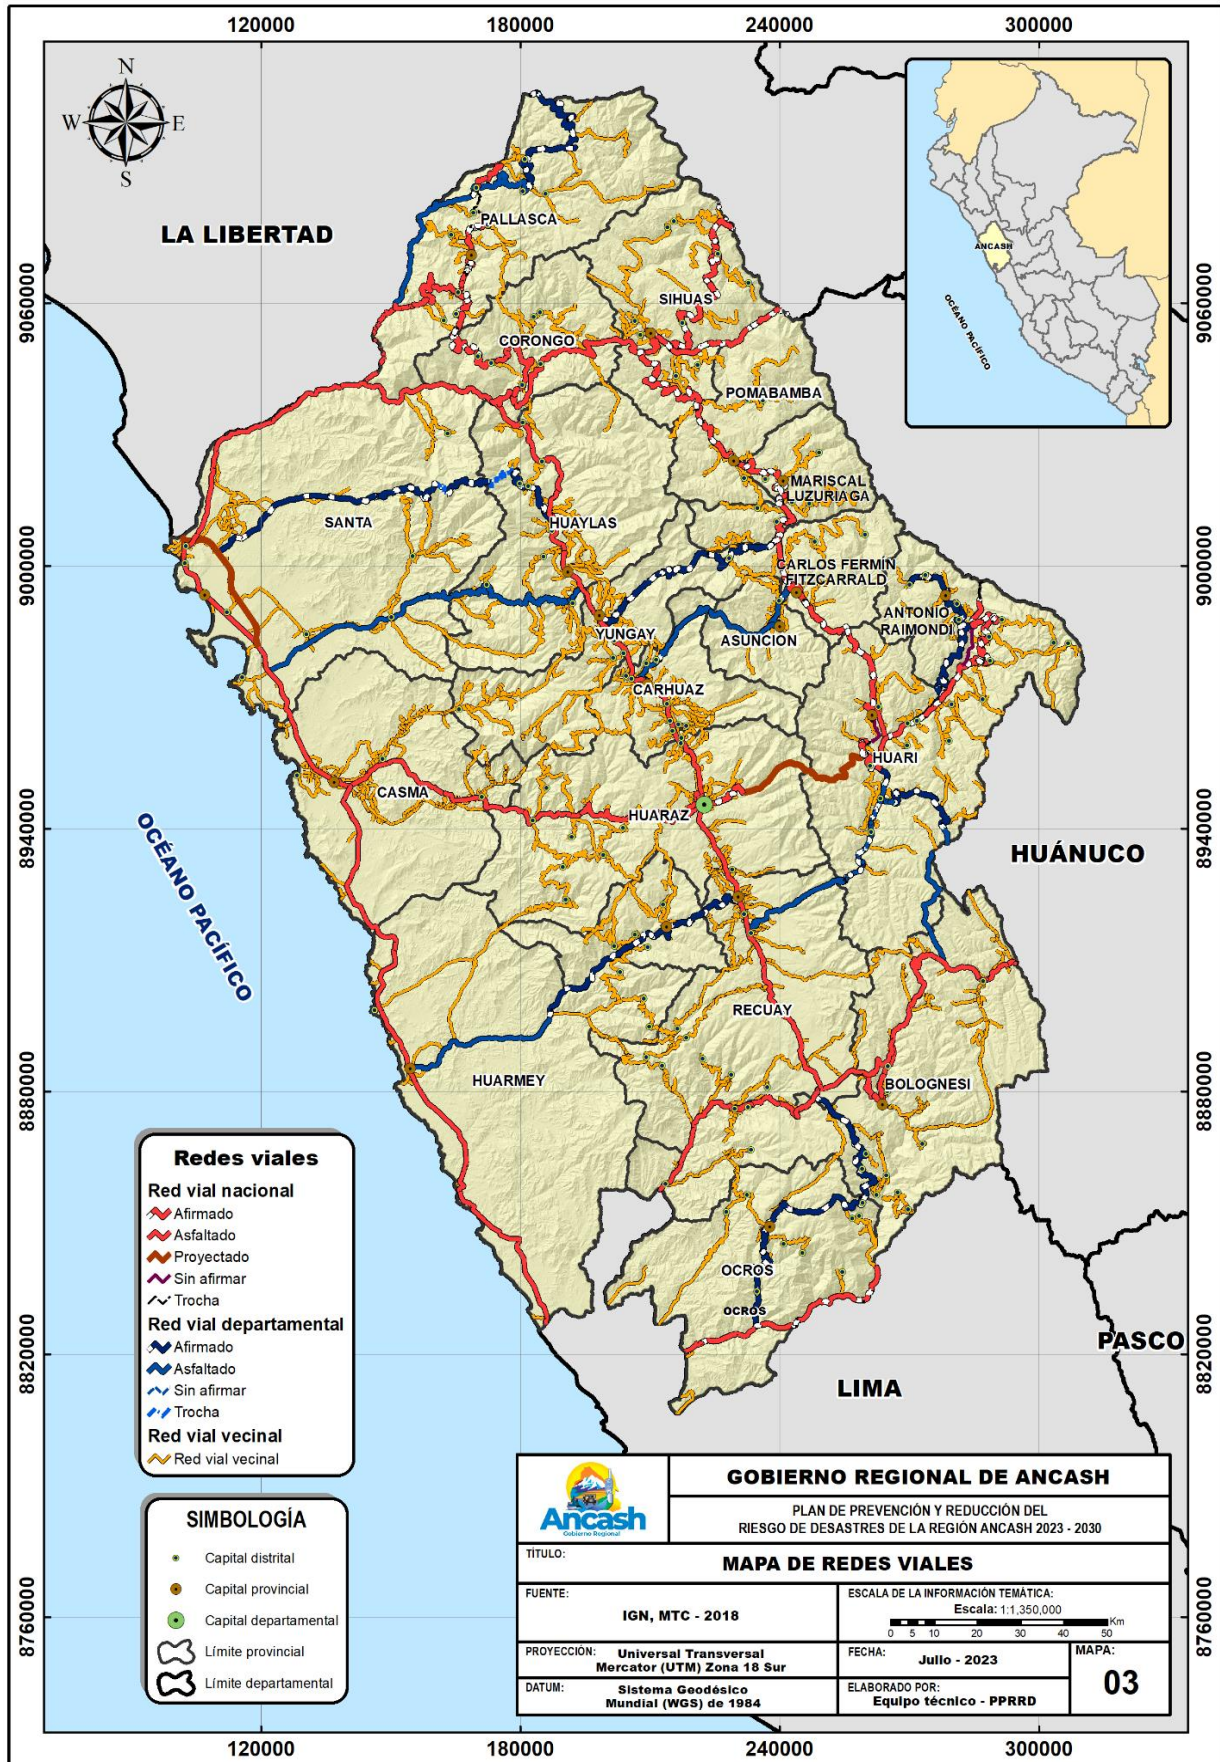 120000
180000
240000
300000
N
W
E
S
LA LIBERTAD
PALLASCA
SIHUAS
CORONGO
POMABAMBA
MARISCAL
LUZURIAGA
SANTA
HUAYLAS
CARLOS FERMÍN
FITZCARRALD
ANTONIO
RAIMONDI
YUNGAY
ASUNCION
CARHUAZ
HUARI
CASMA
HUARAZ
HUÁNUCO
OCÉANO PACÍFICO
RECUAY
HUARMEY
BOLOGNESI
OCROS
OCROS
PASCO
LIMA
ANCASH
OCÉANO PACÍFICO
9060000
9000000
8940000
8880000
8820000
8760000
9060000
9000000
8940000
8880000
8820000
8760000
Redes viales
Red vial nacional
Afirmado
Asfaltado
Proyectado
Sin afirmar
Trocha
Red vial departamental
Afirmado
Asfaltado
Sin afirmar
Trocha
Red vial vecinal
Red vial vecinal
SIMBOLOGÍA
Capital distrital
Capital provincial
Capital departamental
Límite provincial
Límite departamental
Ancash
Gobierno Regional
GOBIERNO REGIONAL DE ANCASH
PLAN DE PREVENCIÓN Y REDUCCIÓN DEL
RIESGO DE DESASTRES DE LA REGIÓN ANCASH 2023 - 2030
TÍTULO:
MAPA DE REDES VIALES
FUENTE:
IGN, MTC - 2018
ESCALA DE LA INFORMACIÓN TEMÁTICA:
Escala: 1:1,350,000
Km
0 5 10 20 30 40 50
PROYECCIÓN: Universal Transversal
Mercator (UTM) Zona 18 Sur
FECHA: Julio - 2023
MAPA:
03
DATUM: Sistema Geodésico
Mundial (WGS) de 1984
ELABORADO POR:
Equipo técnico - PPRRD
120000
180000
240000
300000